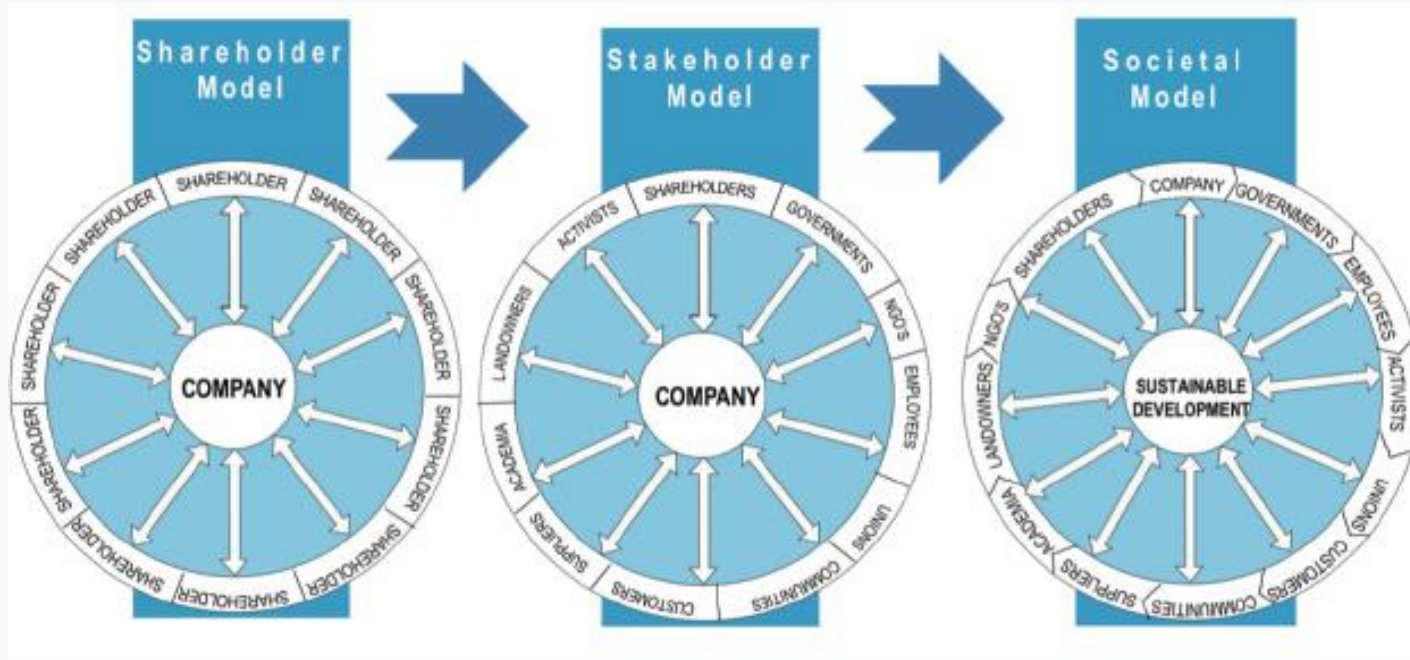 Shareholder
Model
SHAREHOLDER
SHAREHOLDER
SHAREHOLDER
SHAREHOLDER
SHAREHOLDER
SHAREHOLDER
SHAREHOLDER
SHAREHOLDER
SHAREHOLDER
SHAREHOLDER
COMPANY
Stakeholder
Model
SHAREHOLDERS
GOVERNMENTS
NGO'S
EMPLOYEES
UNIONS
COMMUNITIES
CUSTOMERS
SUPPLIERS
ACADEMIA
LANDOWNERS
ACTIVISTS
COMPANY
Societal
Model
COMPANY
GOVERNMENTS
EMPLOYEES
ACTIVISTS
UNIONS
CUSTOMERS
COMMUNITIES
SUPPLIERS
ACADEMIA
LANDOWNERS
NGO'S
SHAREHOLDERS
SUSTAINABLE
DEVELOPMENT